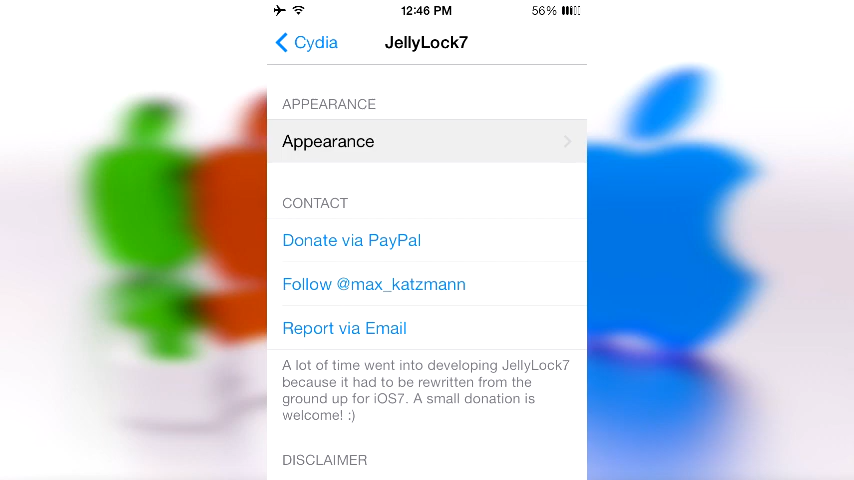 12:46 PM
56%
Cydia
JellyLock7
APPEARANCE
Appearance
CONTACT
Donate via PayPal
Follow @max_katzmann
Report via Email
A lot of time went into developing JellyLock7
because it had to be rewritten from the
ground up for iOS7. A small donation is
welcome! :)
DISCLAIMER